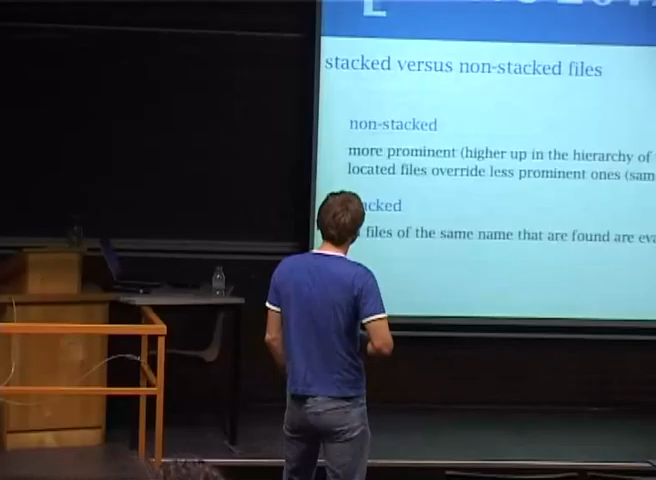 stacked versus non-stacked files
non-stacked
more prominent (higher up in the hierarchy of
located files override less prominent ones (sam
files of the same name that are found are eva